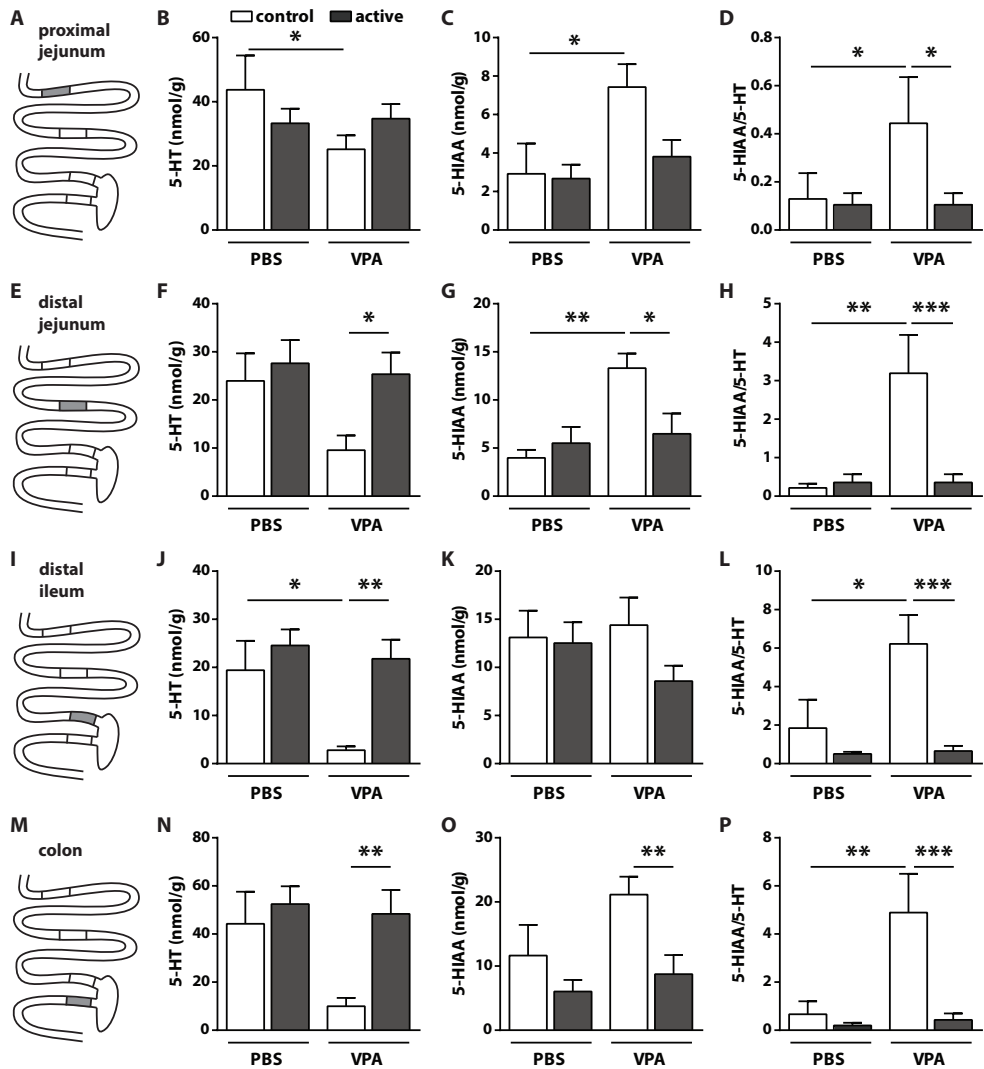 A
proximal
jejunum
B
control
active
5-HT (nmol/g)
60
40
20
0
*
PBS
VPA
C
5-HIAA (nmol/g)
10
8
6
4
2
0
*
PBS
VPA
D
5-HIAA/5-HT
0.8
0.6
0.4
0.2
0.0
*
*
PBS
VPA
E
distal
jejunum
F
5-HT (nmol/g)
40
30
20
10
0
*
PBS
VPA
G
5-HIAA (nmol/g)
20
15
10
5
0
**
*
PBS
VPA
H
5-HIAA/5-HT
5
4
3
2
1
0
**
***
PBS
VPA
I
distal
ileum
J
5-HT (nmol/g)
40
30
20
10
0
*
**
PBS
VPA
K
5-HIAA (nmol/g)
20
15
10
5
0
PBS
VPA
L
5-HIAA/5-HT
10
8
6
4
2
0
*
***
PBS
VPA
M
colon
N
5-HT (nmol/g)
80
60
40
20
0
**
PBS
VPA
O
5-HIAA (nmol/g)
30
20
10
0
**
PBS
VPA
P
5-HIAA/5-HT
8
6
4
2
0
**
***
PBS
VPA